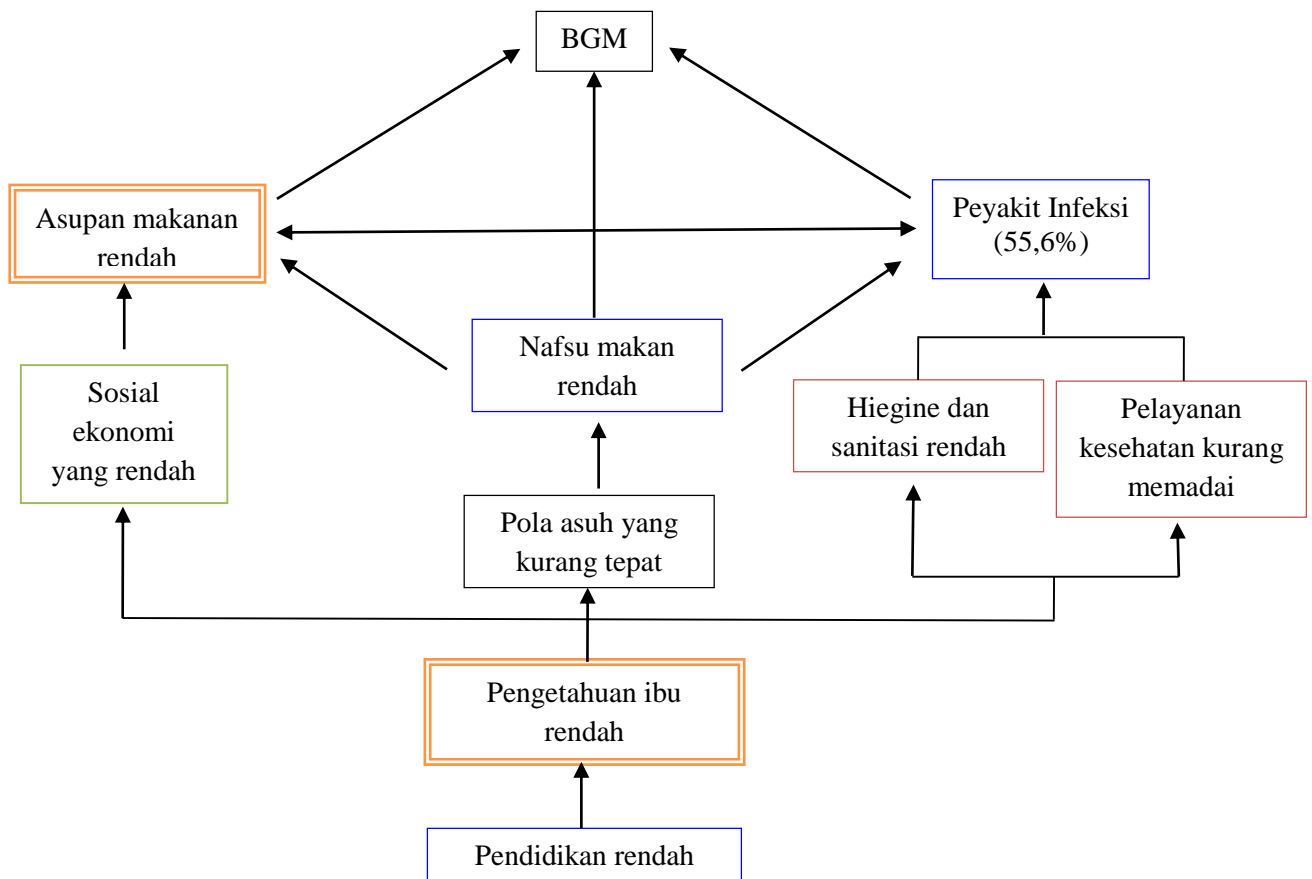 BGM
Asupan makanan
rendah
Peyakit Infeksi
(55,6%)
Nafsu makan
rendah
Sosial
ekonomi
yang rendah
Hiegine dan
sanitasi rendah
Pelayanan
kesehatan kurang
memadai
Pola asuh yang
kurang tepat
Pengetahuan ibu
rendah
Pendidikan rendah